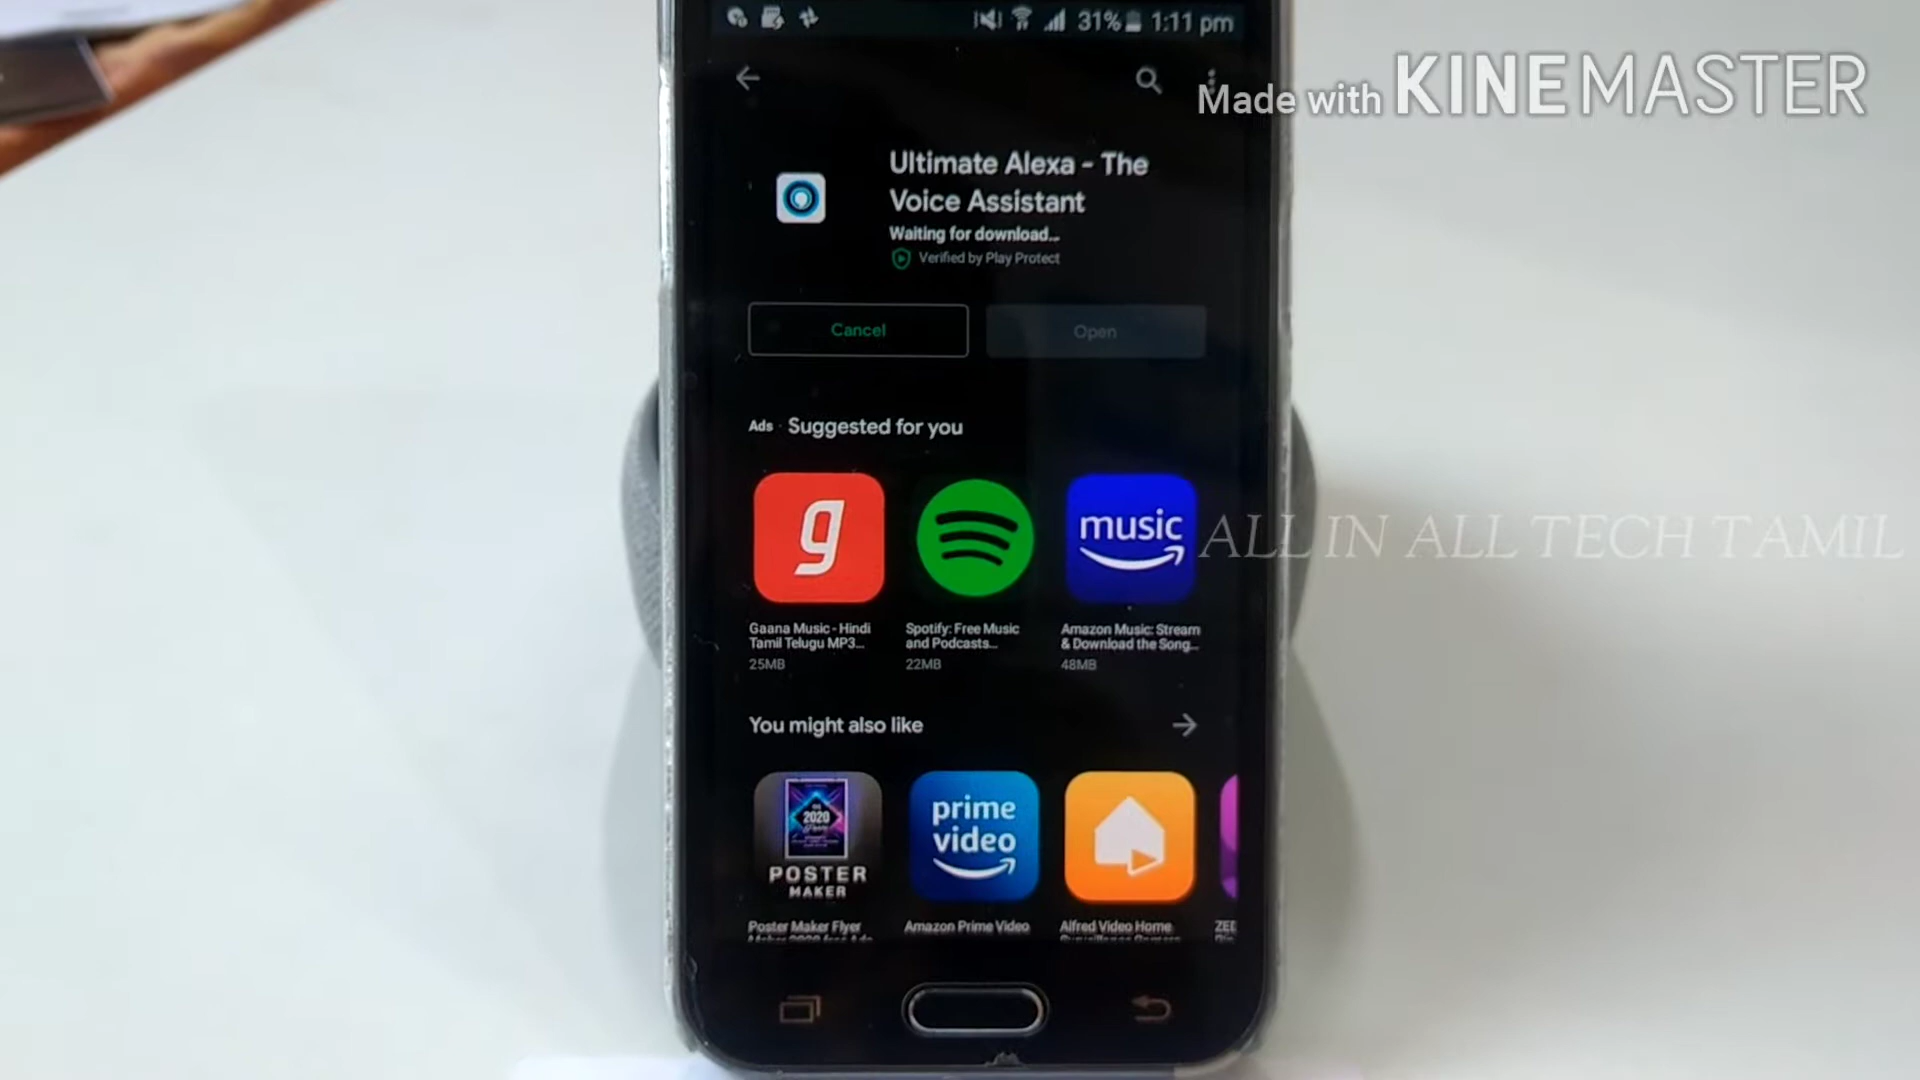 31% 1:11 pm
Made with KINEMASTER
Ultimate Alexa - The
Voice Assistant
Waiting for download...
Verified by Play Protect
Cancel
Open
Ads · Suggested for you
g
music
ALL IN ALL TECH TAMIL
Gaana Music - Hindi
Tamil Telugu MP3...
25MB
Spotify: Free Music
and Podcasts...
22MB
Amazon Music: Stream
& Download the Song...
48MB
You might also like
2020
POSTER
MAKER
prime
video
Poster Maker Flyer
Amazon Prime Video
Alfred Video Home
ZEE